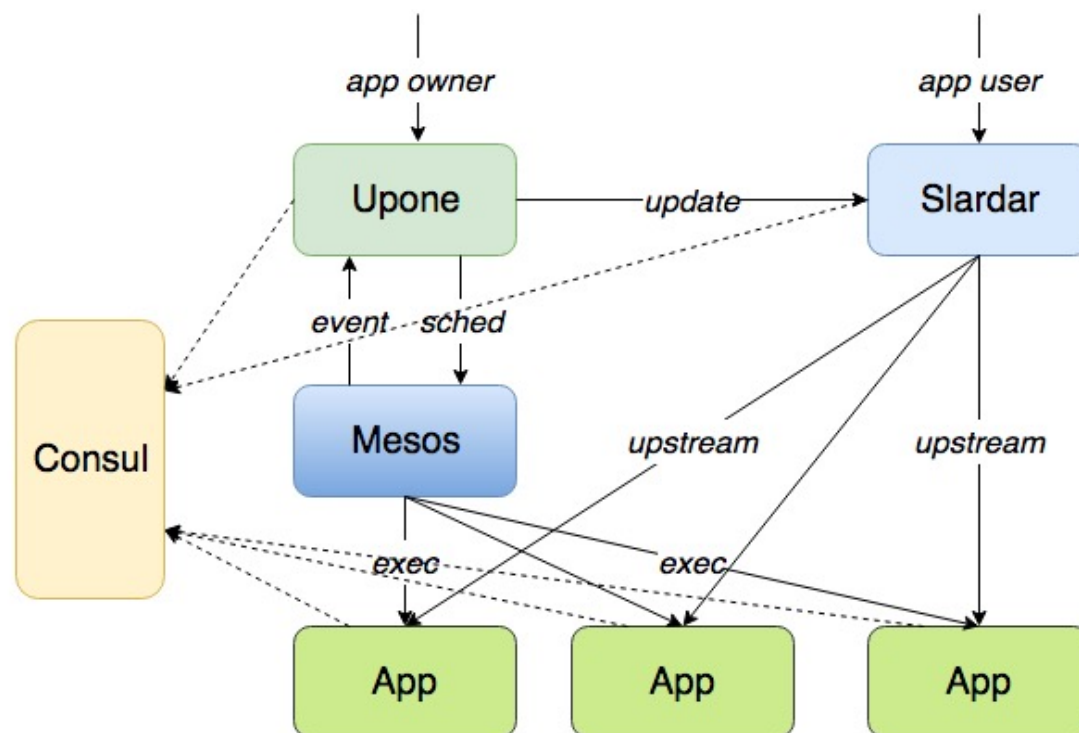 app owner
app user
Upone
update
Slardar
event
sched
Consul
Mesos
upstream
upstream
exec
exec
App
App
App